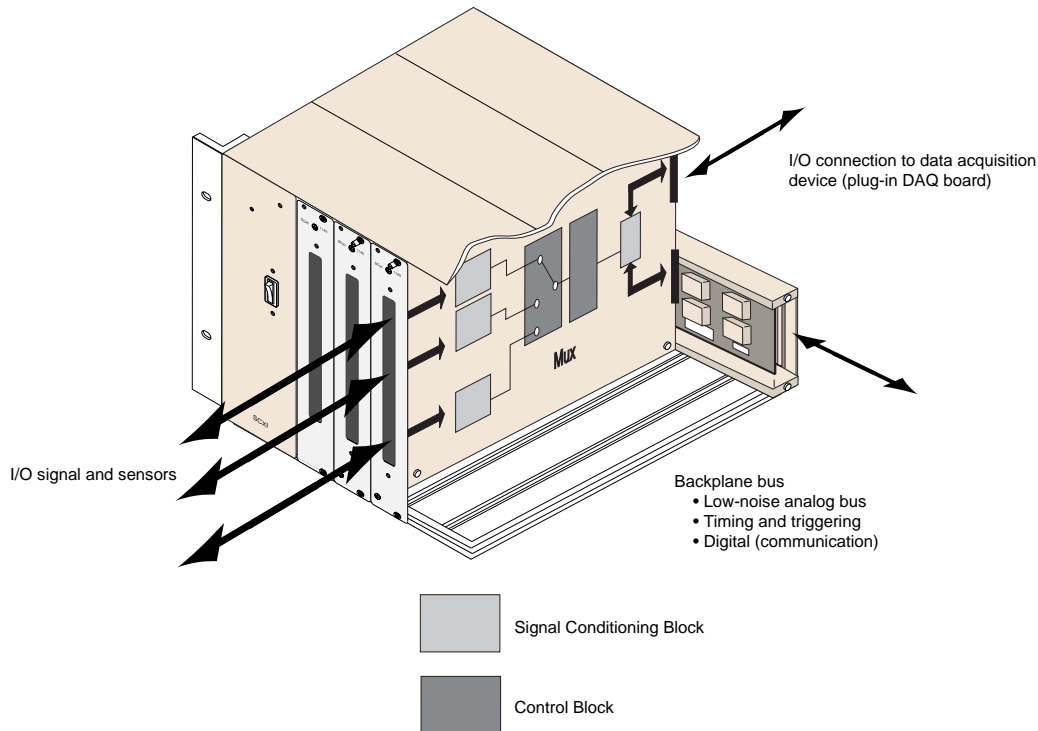 I/O connection to data acquisition
device (plug-in DAQ board)
Mux
SCXI
I/O signal and sensors
Backplane bus
• Low-noise analog bus
• Timing and triggering
• Digital (communication)
Signal Conditioning Block
Control Block